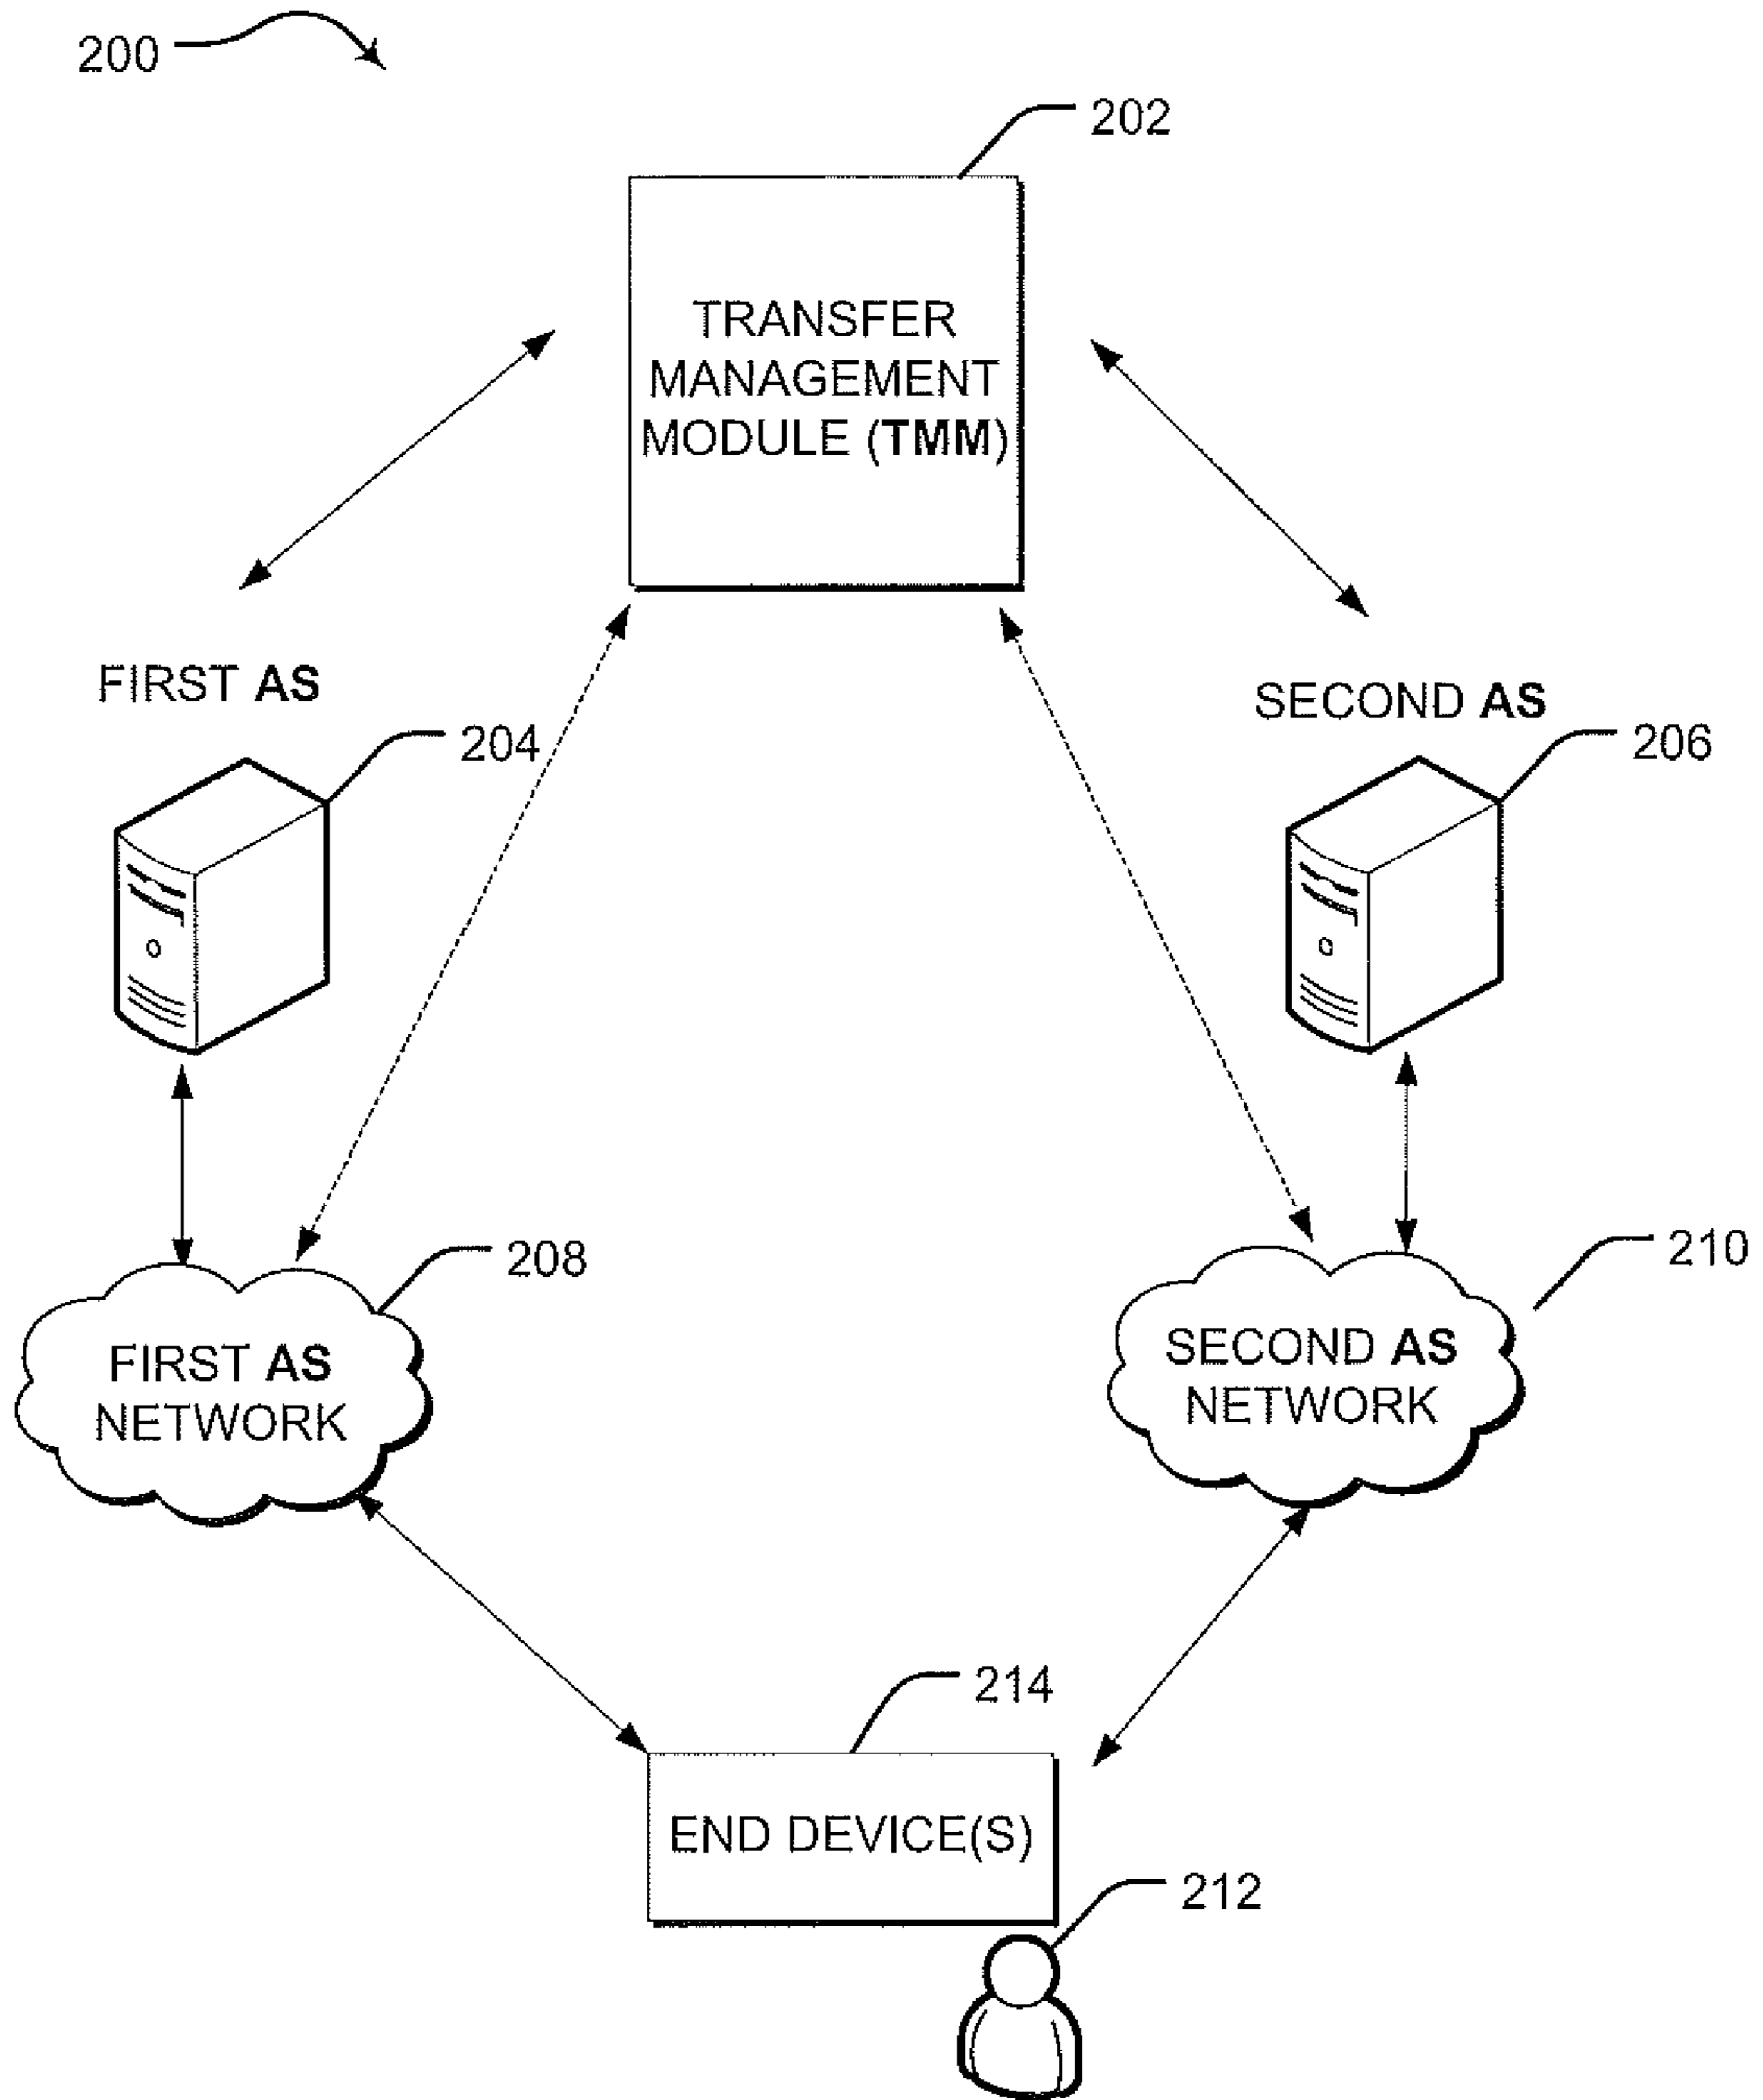 200
202
TRANSFER
MANAGEMENT
MODULE (TMM)
FIRST AS
SECOND AS
204
206
208
210
FIRST AS
NETWORK
SECOND AS
NETWORK
214
END DEVICE(S)
212